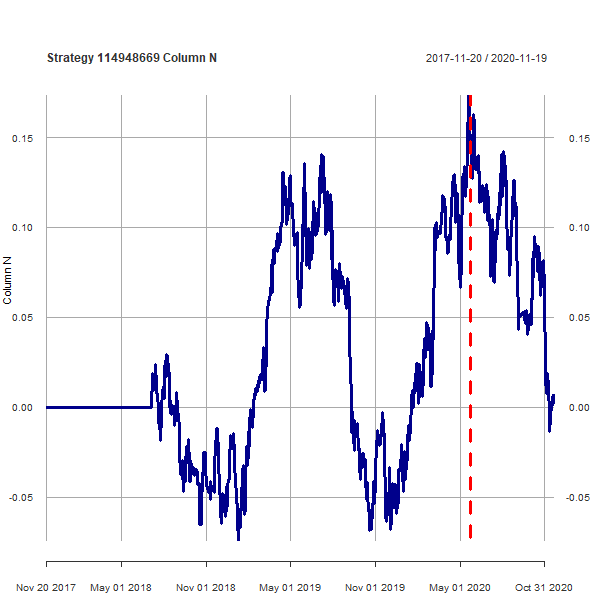 Strategy 114948669 Column N
2017-11-20 / 2020-11-19
Column N
0.15
0.10
0.05
0.00
-0.05
0.15
0.10
0.05
0.00
-0.05
Nov 20 2017
May 01 2018
Nov 01 2018
May 01 2019
Nov 01 2019
May 01 2020
Oct 31 2020